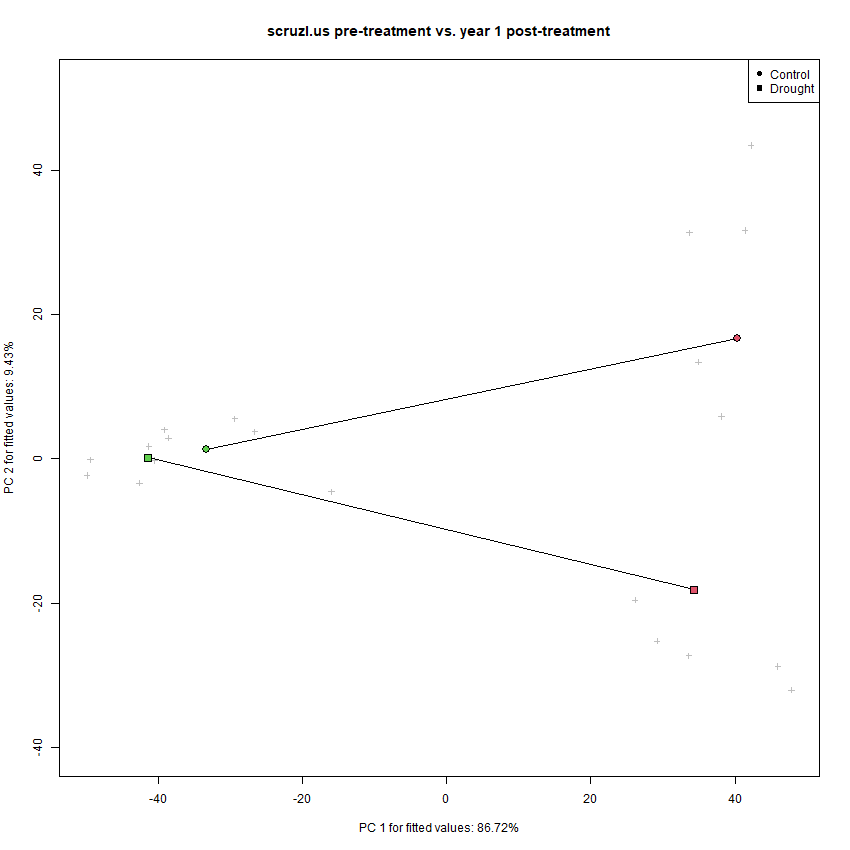 scruzl.us pre-treatment vs. year 1 post-treatment
Control
Drought
40
20
0
-20
-40
PC 2 for fitted values: 9.43%
-40
-20
0
20
40
PC 1 for fitted values: 86.72%